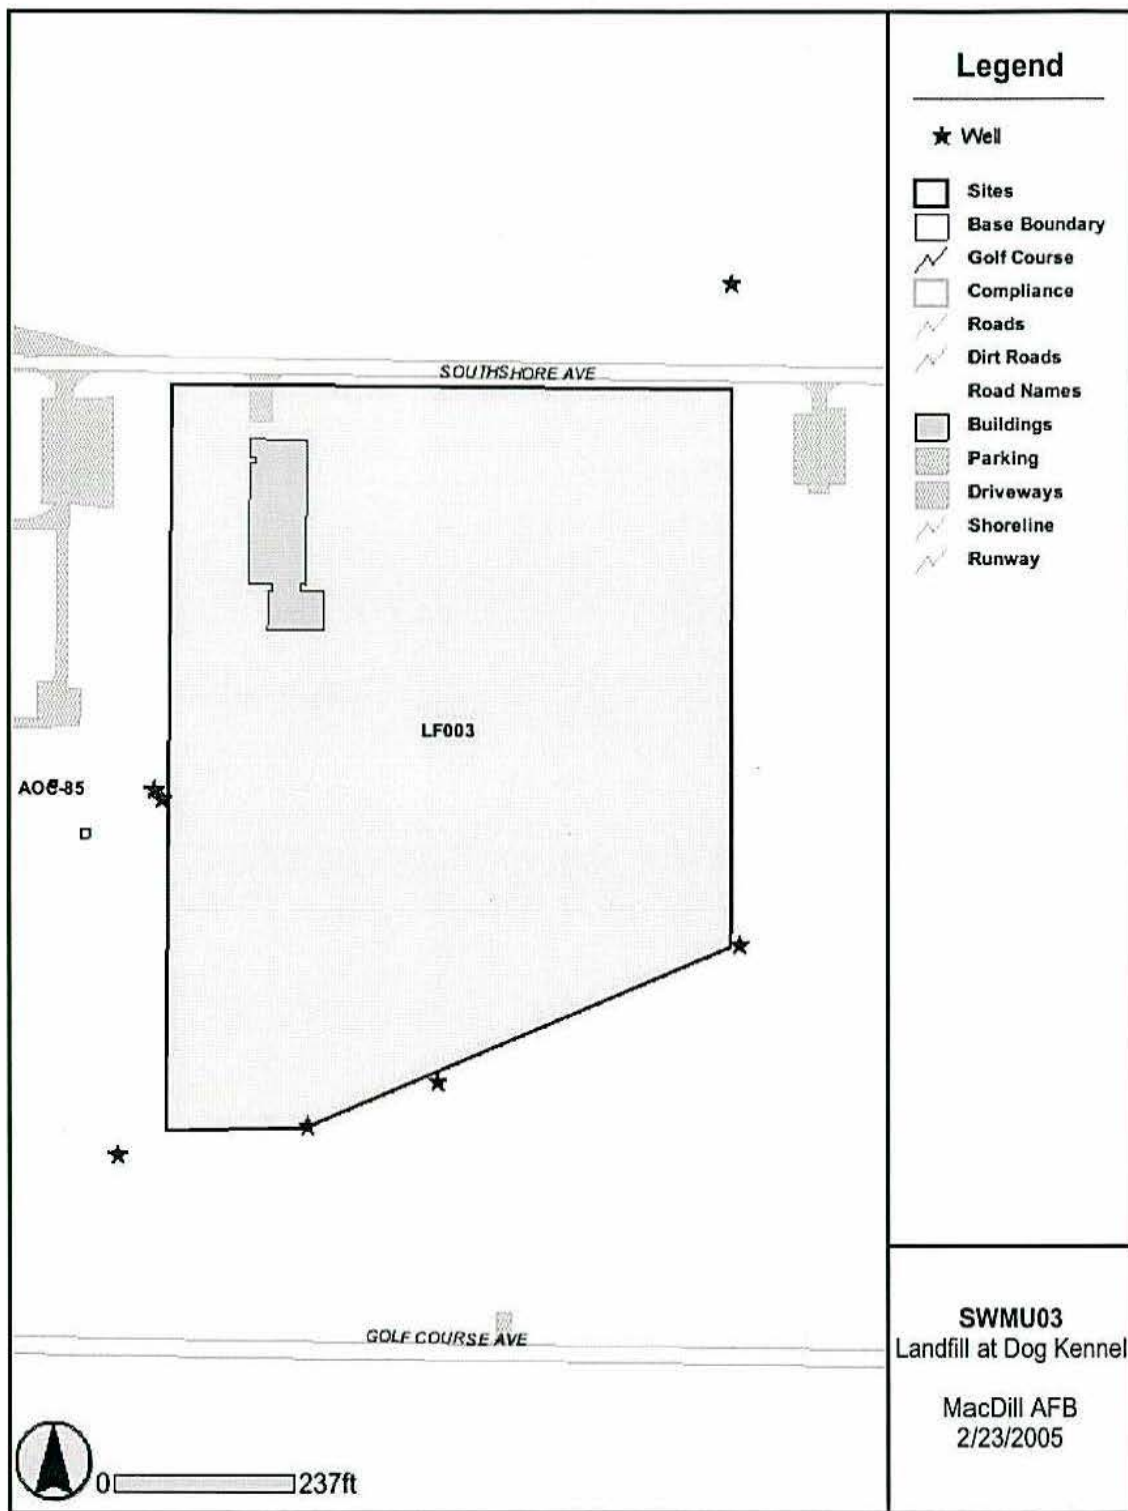 Legend
Well
Sites
Base Boundary
Golf Course
Compliance
Roads
Dirt Roads
Road Names
Buildings
Parking
Driveways
Shoreline
Runway
SOUTHSHORE AVE
LF003
AOC-85
GOLF COURSE AVE
0 237ft
SWMU03
Landfill at Dog Kennel
MacDill AFB
2/23/2005